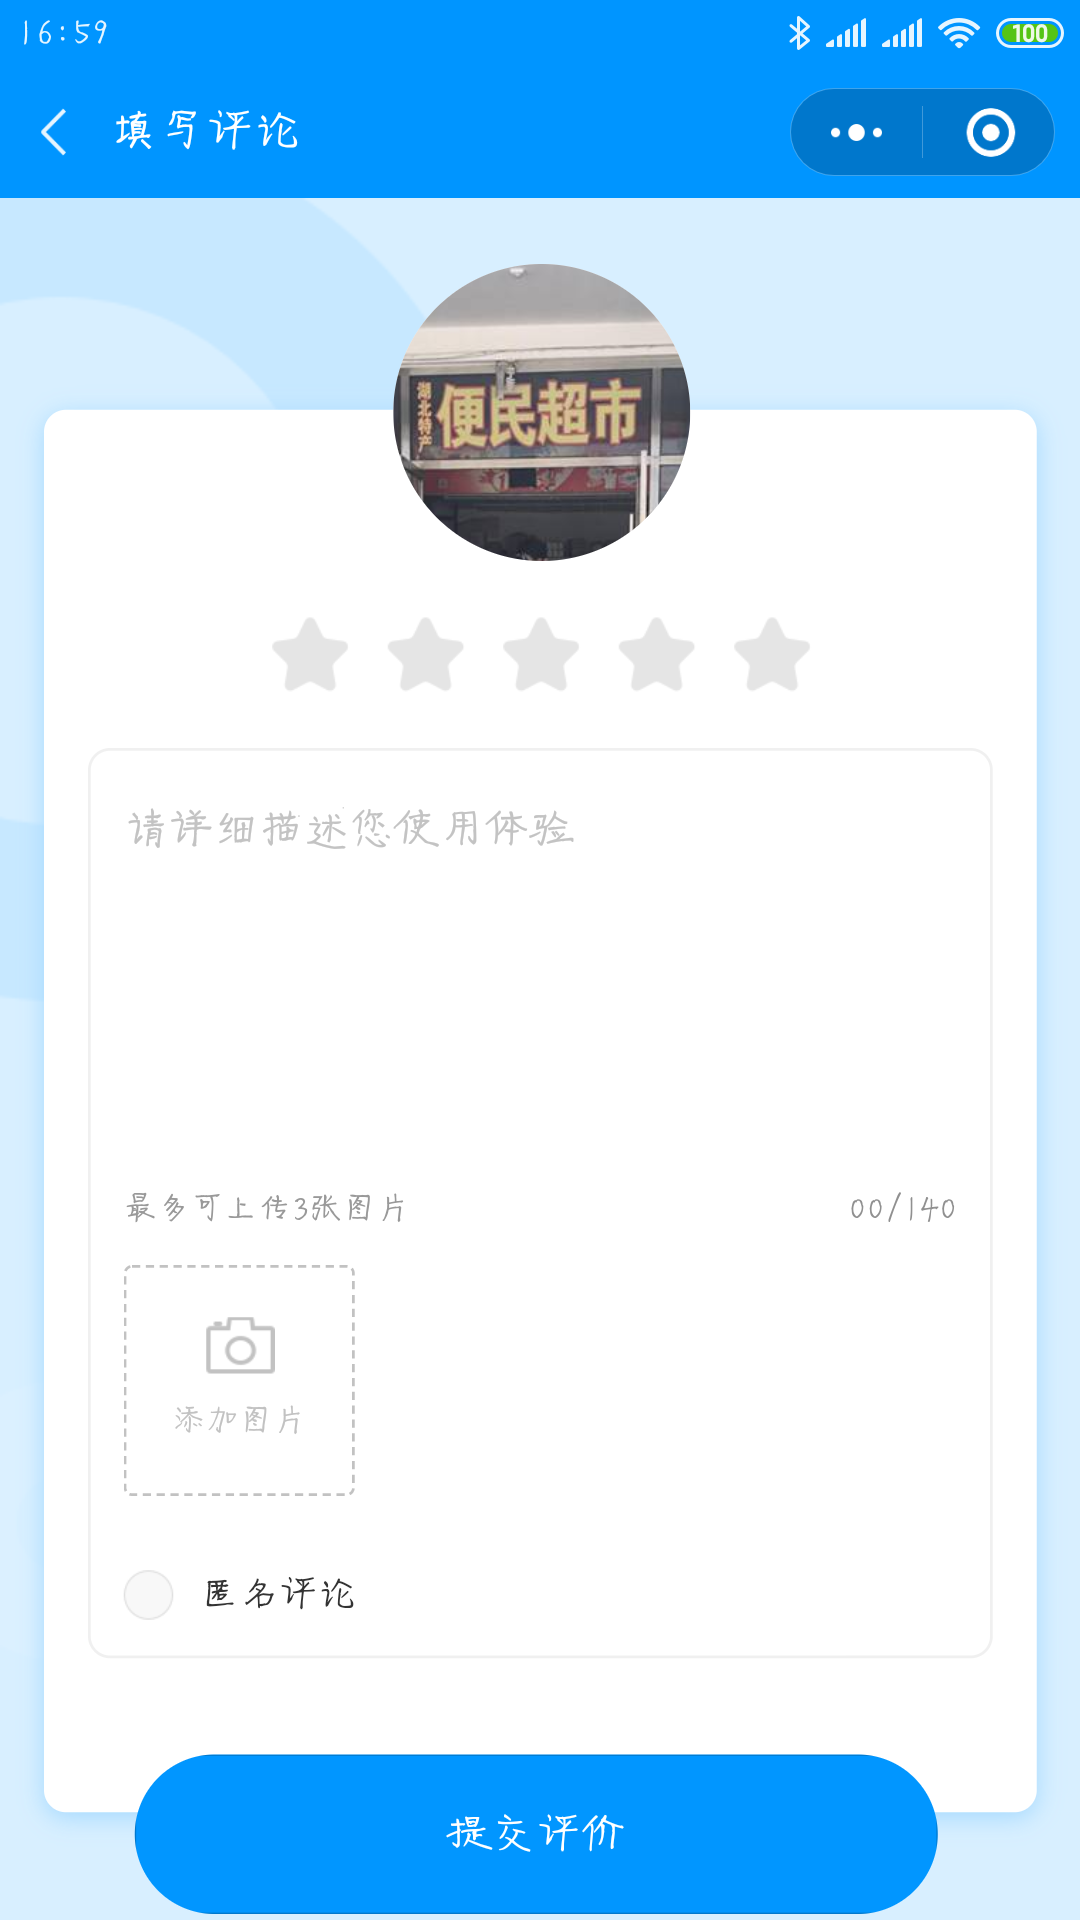 16:59
100
填写评论
湖北特产
便民超市
请详细描述您使用体验
最多可上传3张图片
00/140
添加图片
匿名评论
提交评价